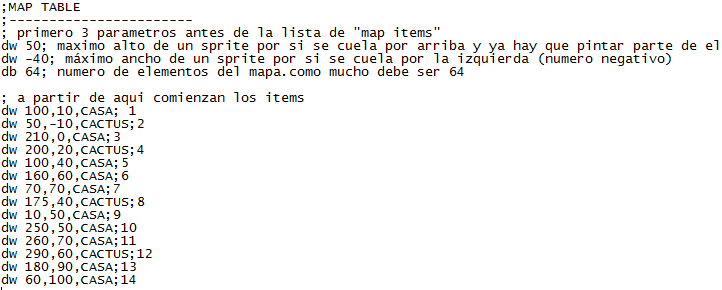 ;MAP TABLE
;-----------------------
; primero 3 parametros antes de la lista de "map items"
dw 50; maximo alto de un sprite por si se cuela por arriba y ya hay que pintar parte de el
dw -40; máximo ancho de un sprite por si se cuela por la izquierda (numero negativo)
db 64; numero de elementos del mapa.como mucho debe ser 64
; a partir de aqui comienzan los items
dw 100,10,CASA; 1
dw 50,-10,CACTUS;2
dw 210,0,CASA;3
dw 200,20,CACTUS;4
dw 100,40,CASA;5
dw 160,60,CASA;6
dw 70,70,CASA;7
dw 175,40,CACTUS;8
dw 10,50,CASA;9
dw 250,50,CASA;10
dw 260,70,CASA;11
dw 290,60,CACTUS;12
dw 180,90,CASA;13
dw 60,100,CASA;14